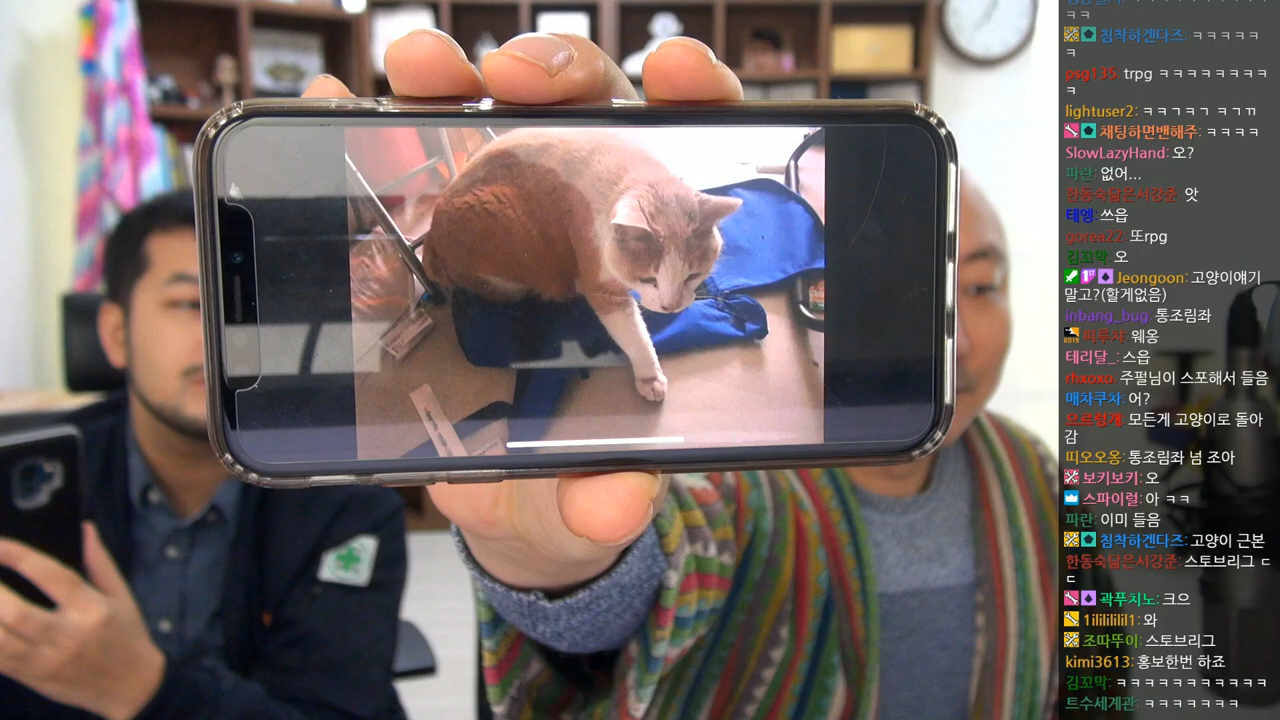 ㅋㅋ
침착하겐다즈: ㅋㅋㅋㅋㅋ
ㅋ
psg135: trpg ㅋㅋㅋㅋㅋㅋㅋㅋ
ㅋ
lightuser2: ㅋㅋㄱㅋㄱ ㅋㄱㄲ
채팅하면밴해주: ㅋㅋㅋㅋ
SlowLazyHand: 오?
파란: 없어...
한동숙닮은서강준: 앗
테엥: 쓰읍
gorea22: 또rpg
김꼬막: 오
Jeongoon: 고양이얘기
말고?(할게없음)
inbang_bug: 통조림좌
피투챠: 웨옹
테리달_: 스읍
rhxoxo: 주펄님이 스포해서 들음
매차쿠차: 어?
으르렁개: 모든게 고양이로 돌아
감
띠오오옹: 통조림좌 넘 조아
보키보키: 오
스파이럴: 아 ㅋㅋ
파란: 이미 들음
침착하겐다즈: 고양이 근본
한동숙닮은서강준: 스토브리그 ㄷ
ㄷ
곽푸치노: 크으
1ililililil1: 와
조따뚜이: 스토브리그
kimi3613: 홍보한번 하죠
김꼬막: ㅋㅋㅋㅋㅋㅋㅋㅋㅋㅋㅋ
트수세계관: ㅋㅋㅋㅋㅋㅋㅋ